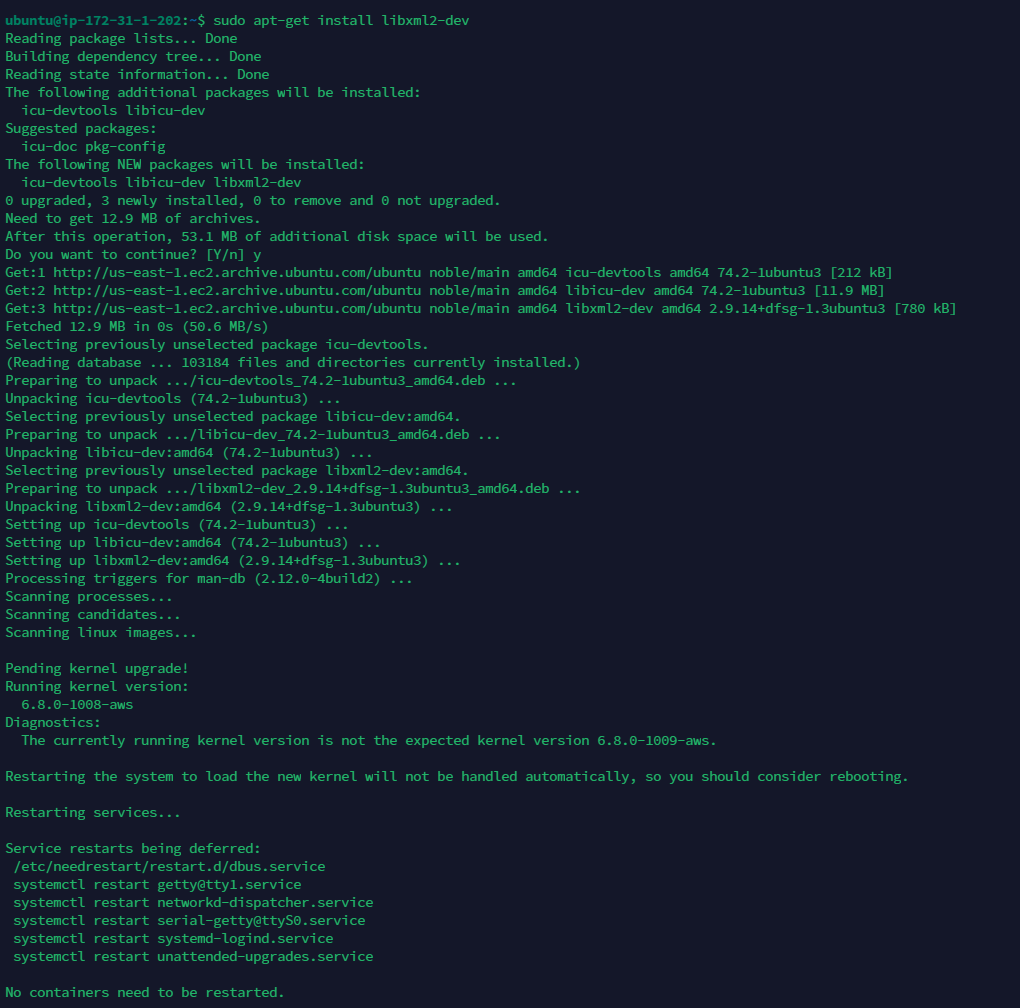 ubuntu@ip-172-31-1-202:~$ sudo apt-get install libxml2-dev
Reading package lists... Done
Building dependency tree... Done
Reading state information... Done
The following additional packages will be installed:
  icu-devtools libicu-dev
Suggested packages:
  icu-doc pkg-config
The following NEW packages will be installed:
  icu-devtools libicu-dev libxml2-dev
0 upgraded, 3 newly installed, 0 to remove and 0 not upgraded.
Need to get 12.9 MB of archives.
After this operation, 53.1 MB of additional disk space will be used.
Do you want to continue? [Y/n] y
Get:1 http://us-east-1.ec2.archive.ubuntu.com/ubuntu noble/main amd64 icu-devtools amd64 74.2-1ubuntu3 [212 kB]
Get:2 http://us-east-1.ec2.archive.ubuntu.com/ubuntu noble/main amd64 libicu-dev amd64 74.2-1ubuntu3 [11.9 MB]
Get:3 http://us-east-1.ec2.archive.ubuntu.com/ubuntu noble/main amd64 libxml2-dev amd64 2.9.14+dfsg-1.3ubuntu3 [780 kB]
Fetched 12.9 MB in 0s (50.6 MB/s)
Selecting previously unselected package icu-devtools.
(Reading database ... 103184 files and directories currently installed.)
Preparing to unpack .../icu-devtools_74.2-1ubuntu3_amd64.deb ...
Unpacking icu-devtools (74.2-1ubuntu3) ...
Selecting previously unselected package libicu-dev:amd64.
Preparing to unpack .../libicu-dev_74.2-1ubuntu3_amd64.deb ...
Unpacking libicu-dev:amd64 (74.2-1ubuntu3) ...
Selecting previously unselected package libxml2-dev:amd64.
Preparing to unpack .../libxml2-dev_2.9.14+dfsg-1.3ubuntu3_amd64.deb ...
Unpacking libxml2-dev:amd64 (2.9.14+dfsg-1.3ubuntu3) ...
Setting up icu-devtools (74.2-1ubuntu3) ...
Setting up libicu-dev:amd64 (74.2-1ubuntu3) ...
Setting up libxml2-dev:amd64 (2.9.14+dfsg-1.3ubuntu3) ...
Processing triggers for man-db (2.12.0-4build2) ...
Scanning processes...
Scanning candidates...
Scanning linux images...

Pending kernel upgrade!
Running kernel version:
  6.8.0-1008-aws
Diagnostics:
  The currently running kernel version is not the expected kernel version 6.8.0-1009-aws.

Restarting the system to load the new kernel will not be handled automatically, so you should consider rebooting.

Restarting services...

Service restarts being deferred:
 /etc/needrestart/restart.d/dbus.service
 systemctl restart getty@tty1.service
 systemctl restart networkd-dispatcher.service
 systemctl restart serial-getty@ttyS0.service
 systemctl restart systemd-logind.service
 systemctl restart unattended-upgrades.service

No containers need to be restarted.